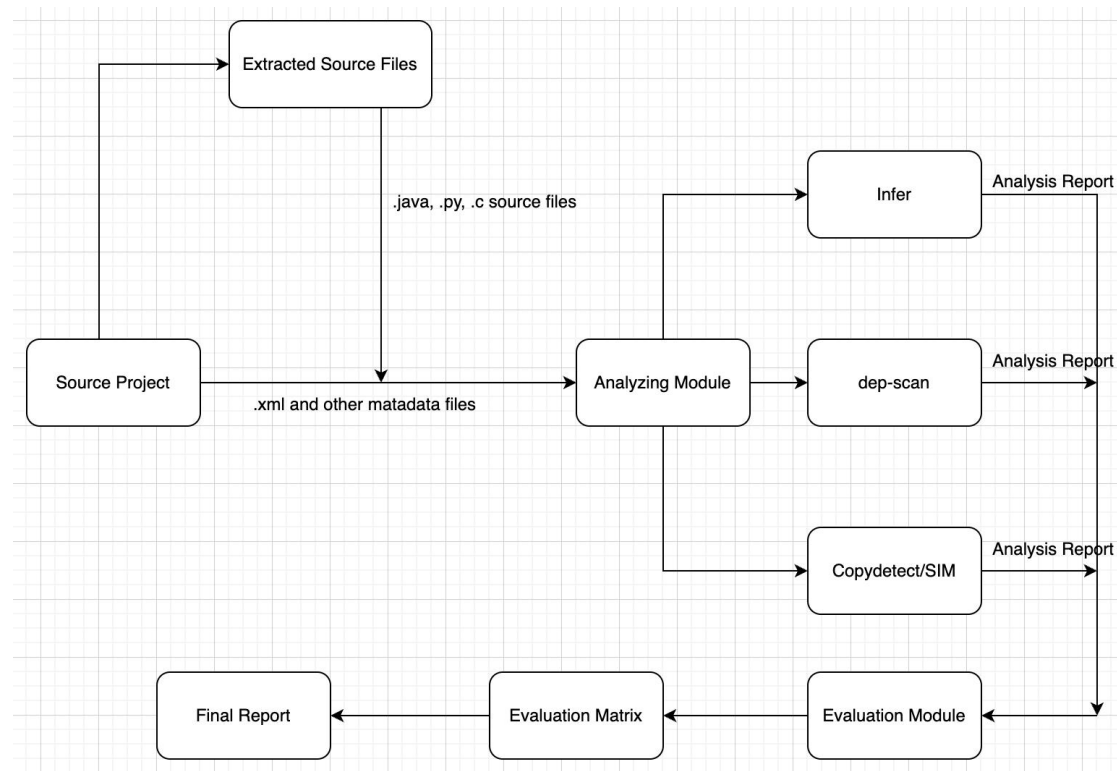 Extracted Source Files
Analysis Report
Infer
.java, .py, .c source files
Analysis Report
Source Project
Analyzing Module
dep-scan
.xml and other matadata files
Analysis Report
Copydetect/SIM
Final Report
Evaluation Matrix
Evaluation Module